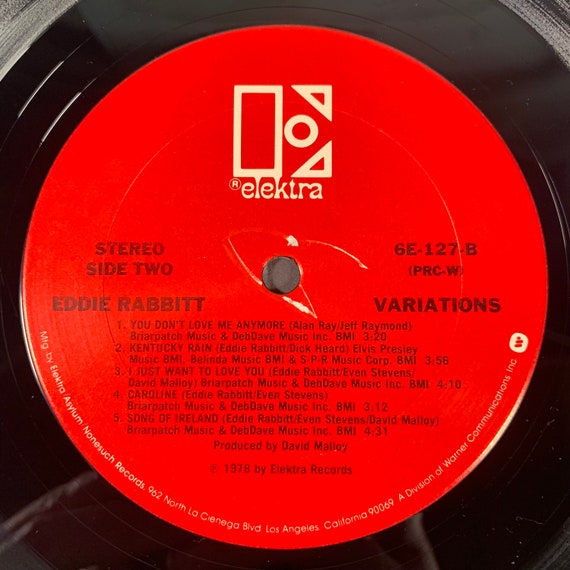 ® elektra
STEREO
SIDE TWO
6E-127-B
(PRC-W)
EDDIE RABBITT
VARIATIONS
1. YOU DON'T LOVE ME ANYMORE (Alan Ray/Jeff Raymond)
Briarpatch Music & DebDave Music Inc. BMI 3:20
2. KENTUCKY RAIN (Eddie Rabbitt/Dick Heard) Elvis Presley
Music BMI, Belinda Music BMI & S.P.R. Music Corp. BMI 3:56
3. I JUST WANT TO LOVE YOU (Eddie Rabbitt/Even Stevens/
David Malloy) Briarpatch Music & DebDave Music Inc. BMI 4:10
4. CAROLINE (Eddie Rabbitt/Even Stevens)
Briarpatch Music & DebDave Music Inc. BMI 3:12
5. SONG OF IRELAND (Eddie Rabbitt/Even Stevens/David Malloy)
Briarpatch Music & DebDave Music Inc. BMI 4:31
Produced by David Malloy
℗ 1978 by Elektra Records
Mfg. by Elektra/Asylum/Nonesuch Records, 962 North La Cienega Blvd. Los Angeles, California 90069 A Division of Warner Communications, Inc.